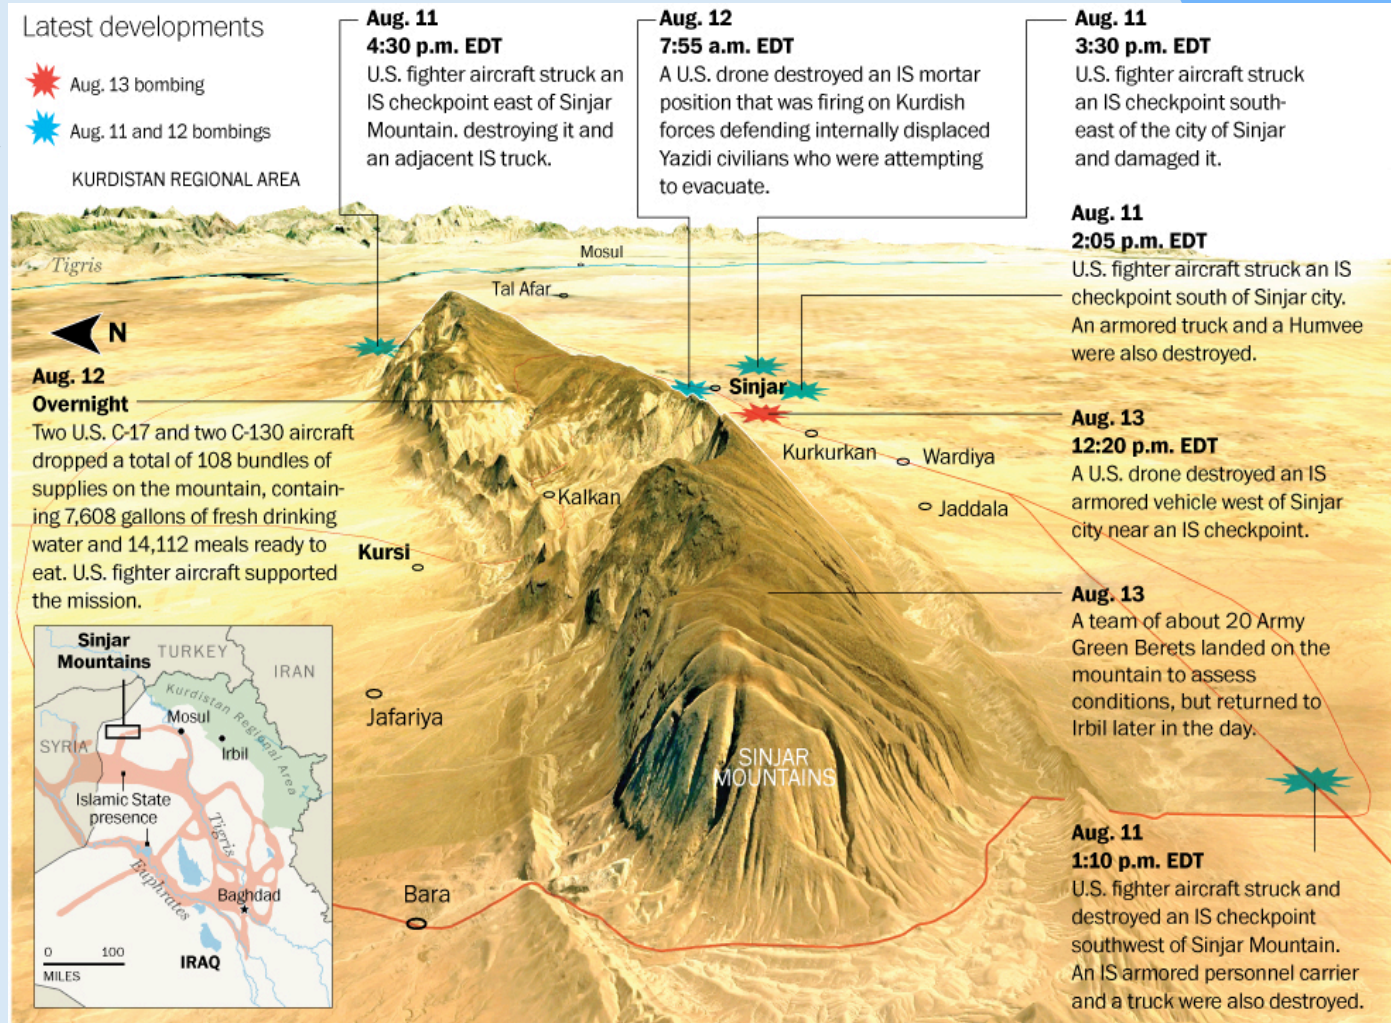 Latest developments
Aug. 13 bombing
Aug. 11 and 12 bombings
KURDISTAN REGIONAL AREA
Aug. 11
4:30 p.m. EDT
U.S. fighter aircraft struck an
IS checkpoint east of Sinjar
Mountain. destroying it and
an adjacent IS truck.
Aug. 12
7:55 a.m. EDT
A U.S. drone destroyed an IS mortar
position that was firing on Kurdish
forces defending internally displaced
Yazidi civilians who were attempting
to evacuate.
Aug. 11
3:30 p.m. EDT
U.S. fighter aircraft struck
an IS checkpoint south-
east of the city of Sinjar
and damaged it.
Aug. 11
2:05 p.m. EDT
U.S. fighter aircraft struck an IS
checkpoint south of Sinjar city.
An armored truck and a Humvee
were also destroyed.
Tigris
Mosul
Tal Afar
N
Aug. 12
Overnight
Two U.S. C-17 and two C-130 aircraft
dropped a total of 108 bundles of
supplies on the mountain, contain-
ing 7,608 gallons of fresh drinking
water and 14,112 meals ready to
eat. U.S. fighter aircraft supported
the mission.
Sinjar
Kurkurkan
Wardiya
Jaddala
Kalkan
Kursi
Jafariya
SINJAR
MOUNTAINS
Bara
Aug. 13
12:20 p.m. EDT
A U.S. drone destroyed an IS
armored vehicle west of Sinjar
city near an IS checkpoint.
Aug. 13
A team of about 20 Army
Green Berets landed on the
mountain to assess
conditions, but returned to
Irbil later in the day.
Aug. 11
1:10 p.m. EDT
U.S. fighter aircraft struck and
destroyed an IS checkpoint
southwest of Sinjar Mountain.
An IS armored personnel carrier
and a truck were also destroyed.
Sinjar
Mountains
TURKEY
IRAN
Kurdistan Regional Area
Mosul
Irbil
SYRIA
Islamic State
presence
Tigris
Euphrates
Baghdad
0 100
MILES
IRAQ